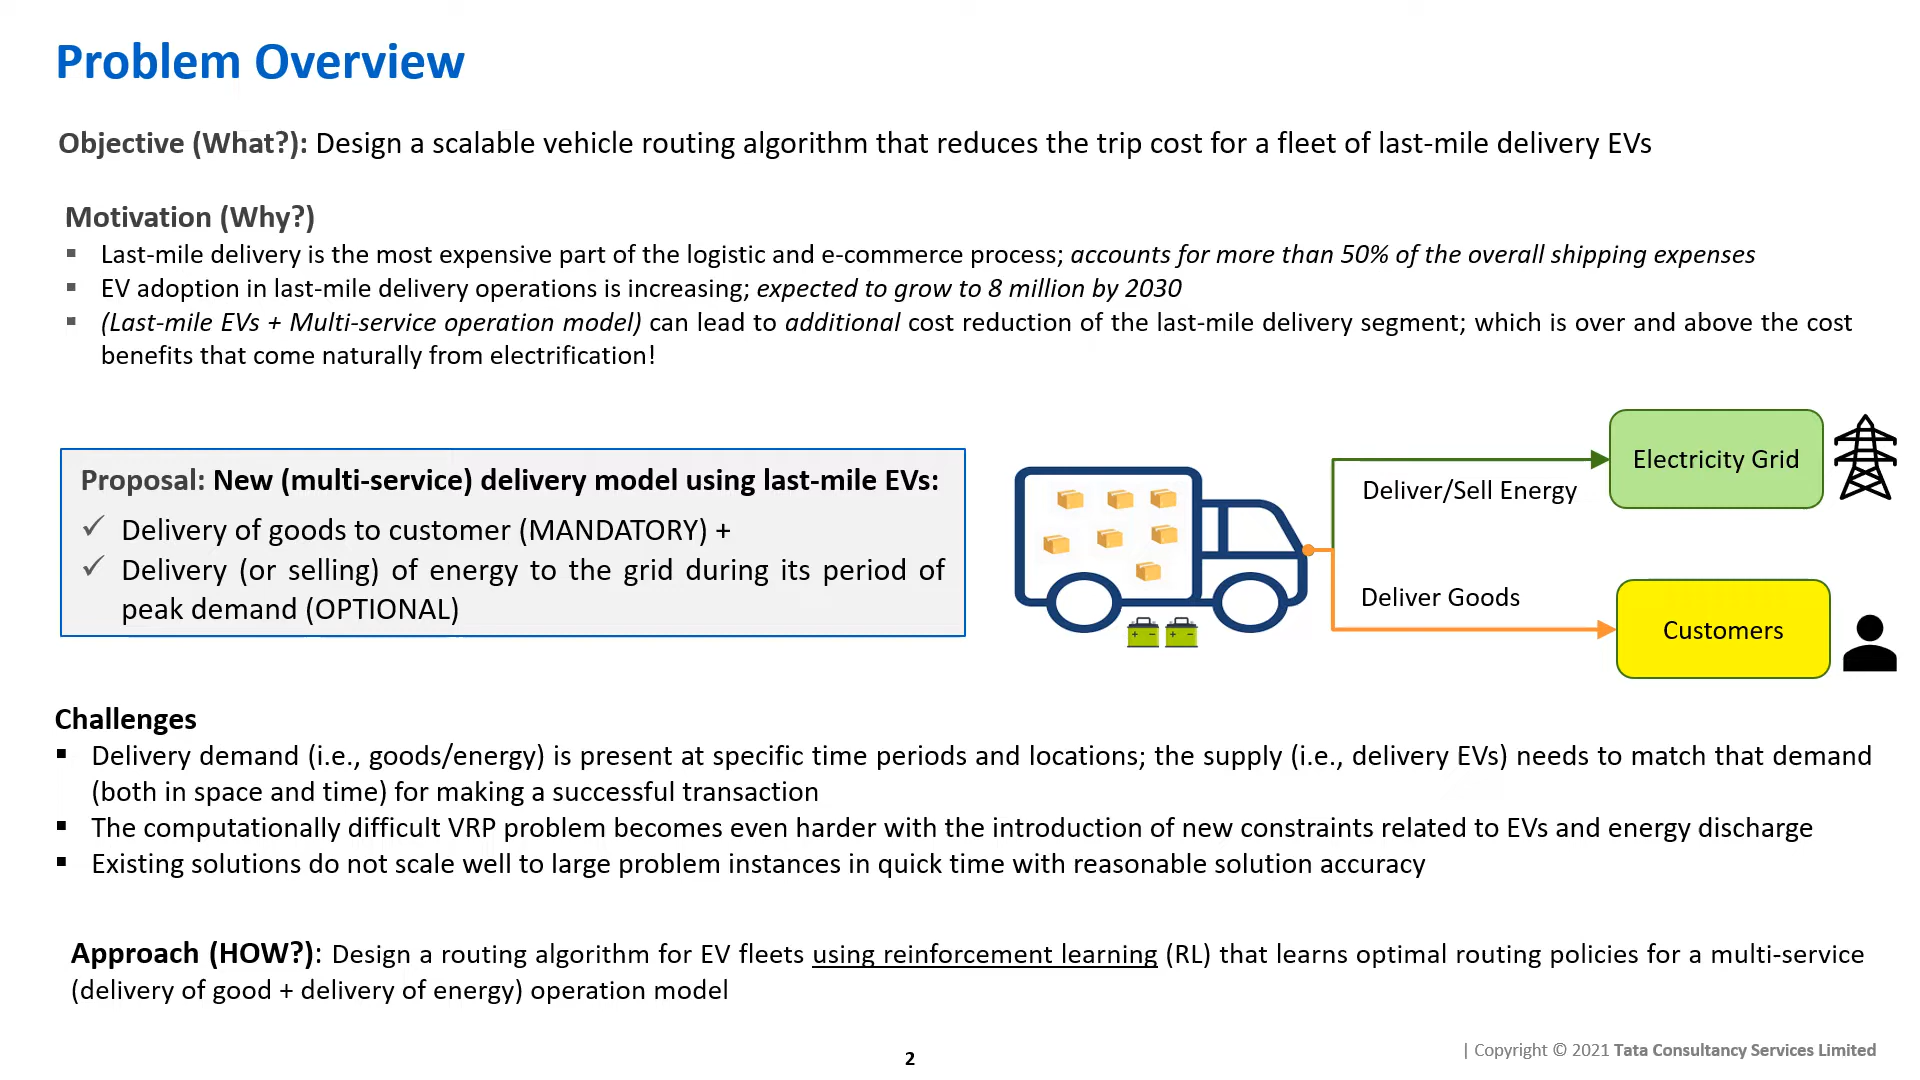 Problem Overview
Objective (What?): Design a scalable vehicle routing algorithm that reduces the trip cost for a fleet of last-mile delivery EVs
Motivation (Why?)
▪ Last-mile delivery is the most expensive part of the logistic and e-commerce process; accounts for more than 50% of the overall shipping expenses
▪ EV adoption in last-mile delivery operations is increasing; expected to grow to 8 million by 2030
▪ (Last-mile EVs + Multi-service operation model) can lead to additional cost reduction of the last-mile delivery segment; which is over and above the cost
benefits that come naturally from electrification!
Proposal: New (multi-service) delivery model using last-mile EVs:
✓ Delivery of goods to customer (MANDATORY) +
✓ Delivery (or selling) of energy to the grid during its period of
peak demand (OPTIONAL)
Electricity Grid
Deliver/Sell Energy
Deliver Goods
Customers
Challenges
▪ Delivery demand (i.e., goods/energy) is present at specific time periods and locations; the supply (i.e., delivery EVs) needs to match that demand
(both in space and time) for making a successful transaction
▪ The computationally difficult VRP problem becomes even harder with the introduction of new constraints related to EVs and energy discharge
▪ Existing solutions do not scale well to large problem instances in quick time with reasonable solution accuracy
Approach (HOW?): Design a routing algorithm for EV fleets using reinforcement learning (RL) that learns optimal routing policies for a multi-service
(delivery of good + delivery of energy) operation model
2
| Copyright © 2021 Tata Consultancy Services Limited